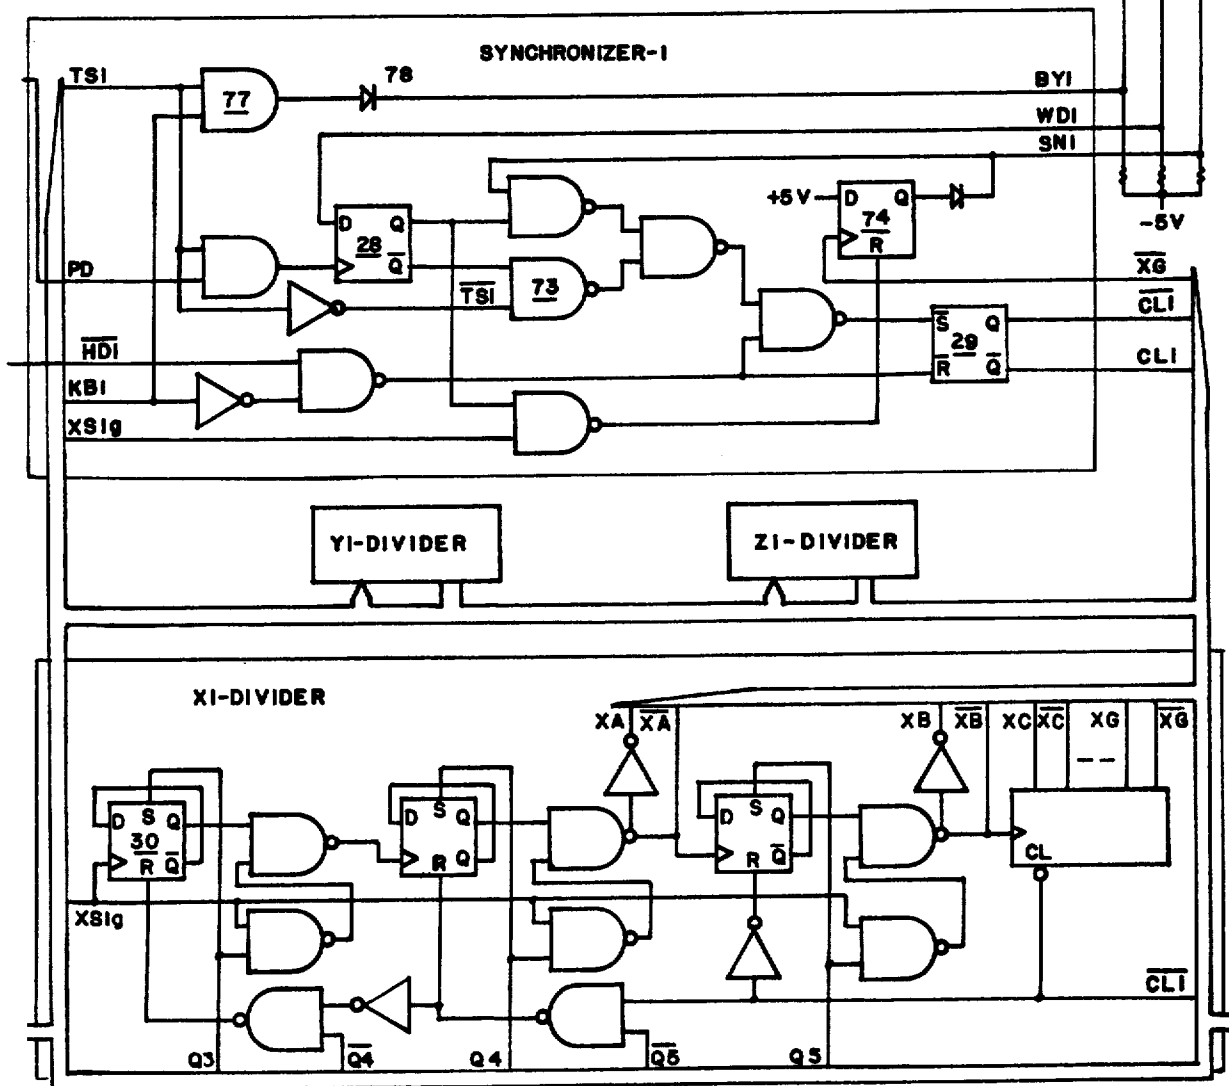 SYNCHRONIZER-1
TSI
77
78
BYI
WDI
SNI
+5V
D
Q
74
R
-5V
D
Q
28
Q̅
PD
T̅S̅I̅
73
X̅G̅
C̅L̅I̅
S̅
Q
29
R̅
Q̅
CLI
H̅D̅I̅
KBI
XSig
YI-DIVIDER
ZI-DIVIDER
XI-DIVIDER
XA
X̅A̅
XB
X̅B̅
XC
X̅C̅
XG
X̅G̅
--
S
D
Q
30
R
Q̅
S
D
Q
R
Q
S
D
Q
R
Q̅
CL
XSig
C̅L̅I̅
Q3
Q̅4̅
Q4
Q̅5̅
Q5